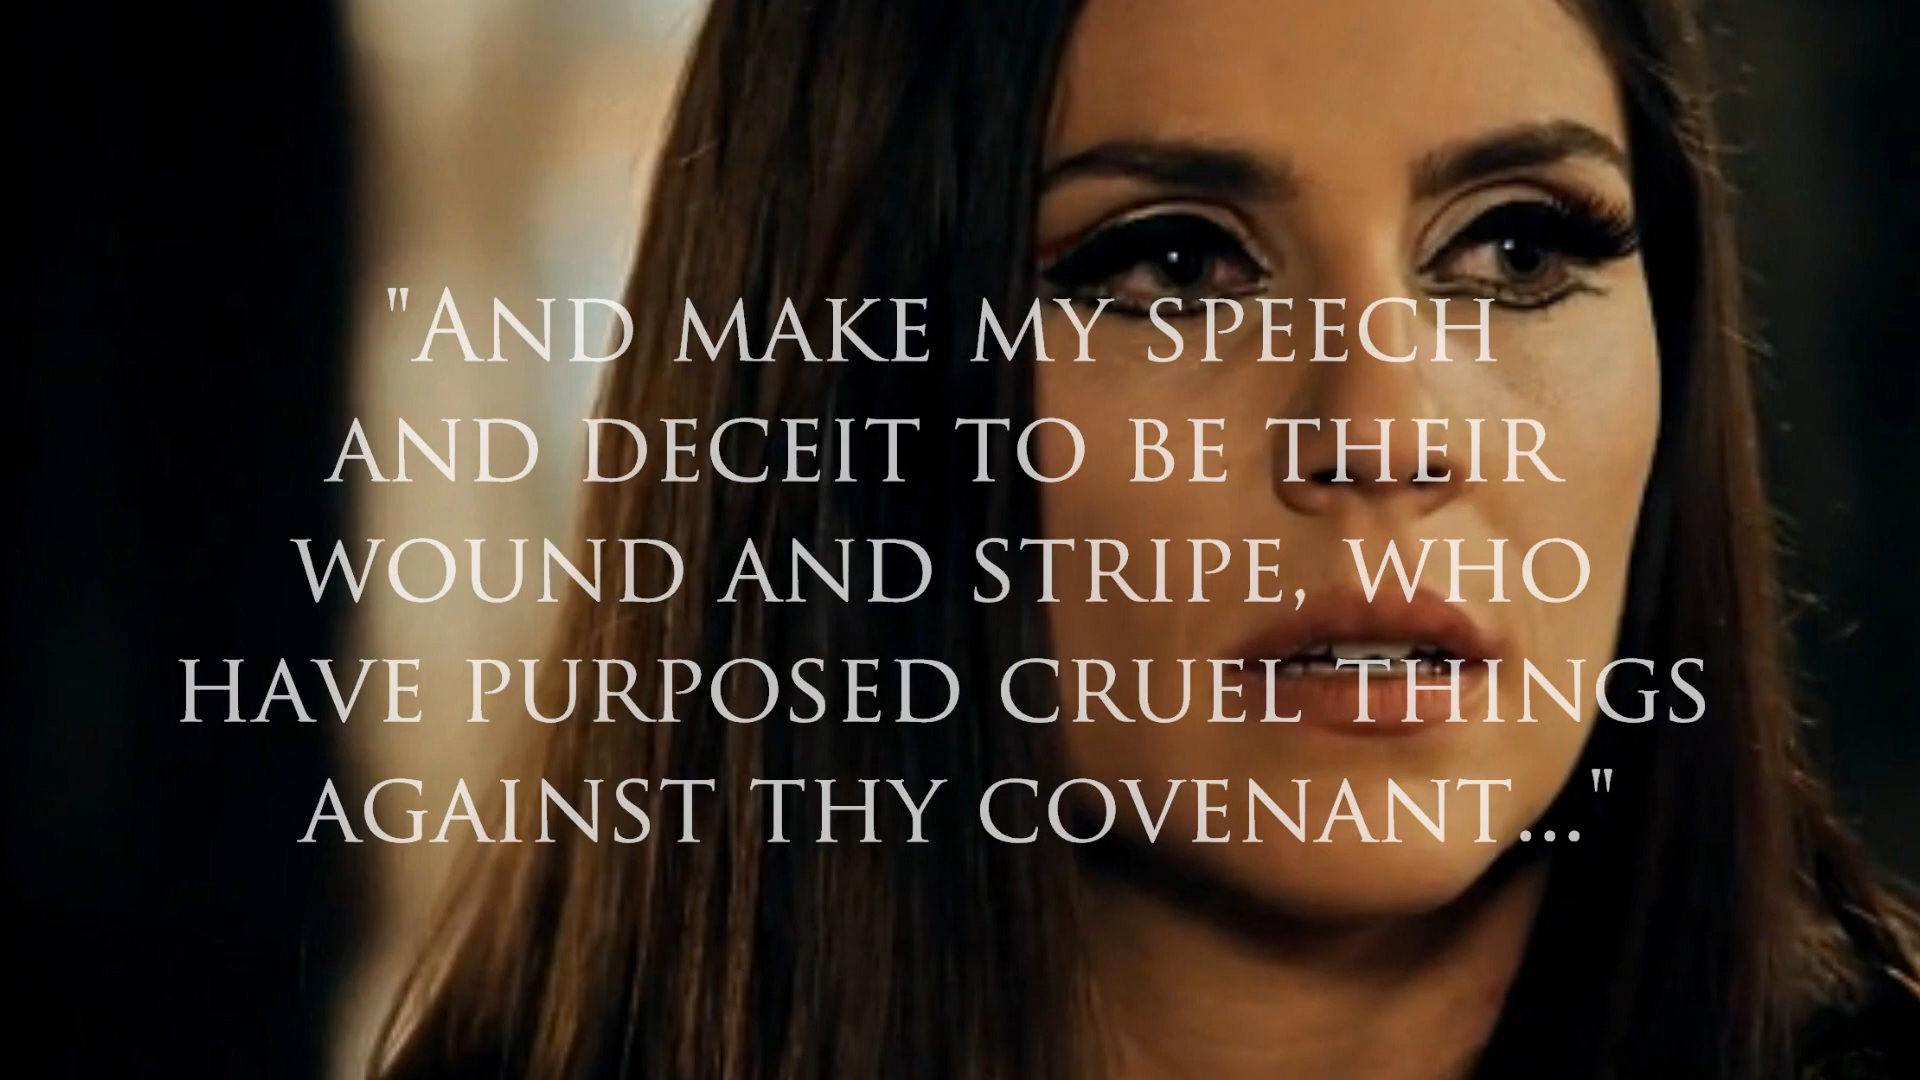 "And make my speech
and deceit to be their
wound and stripe, who
have purposed cruel things
against thy covenant..."